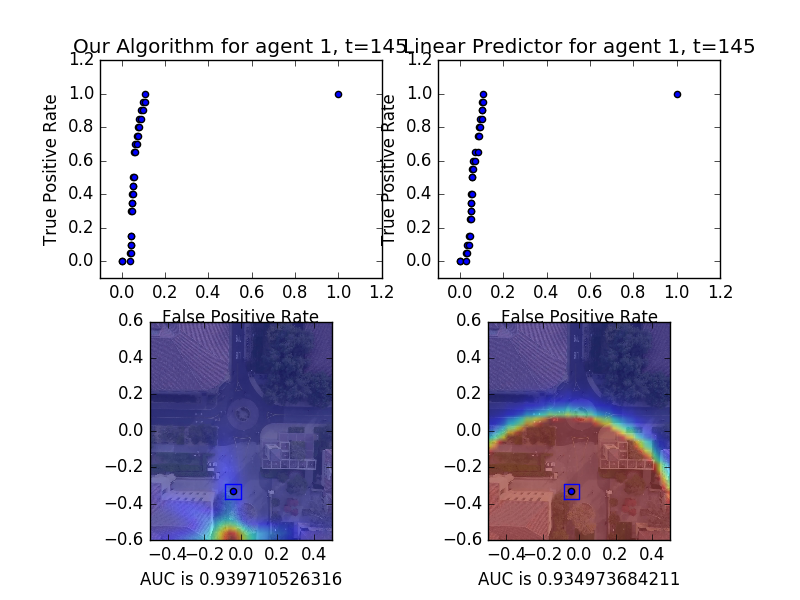 Our Algorithm for agent 1, t=145
Linear Predictor for agent 1, t=145
True Positive Rate
1.2
1.0
0.8
0.6
0.4
0.2
0.0
0.0 0.2 0.4 0.6 0.8 1.0 1.2
False Positive Rate
True Positive Rate
1.2
1.0
0.8
0.6
0.4
0.2
0.0
0.0 0.2 0.4 0.6 0.8 1.0 1.2
False Positive Rate
0.6
0.4
0.2
0.0
−0.2
−0.4
−0.6
−0.4 −0.2 0.0 0.2 0.4
AUC is 0.939710526316
0.6
0.4
0.2
0.0
−0.2
−0.4
−0.6
−0.4 −0.2 0.0 0.2 0.4
AUC is 0.934973684211